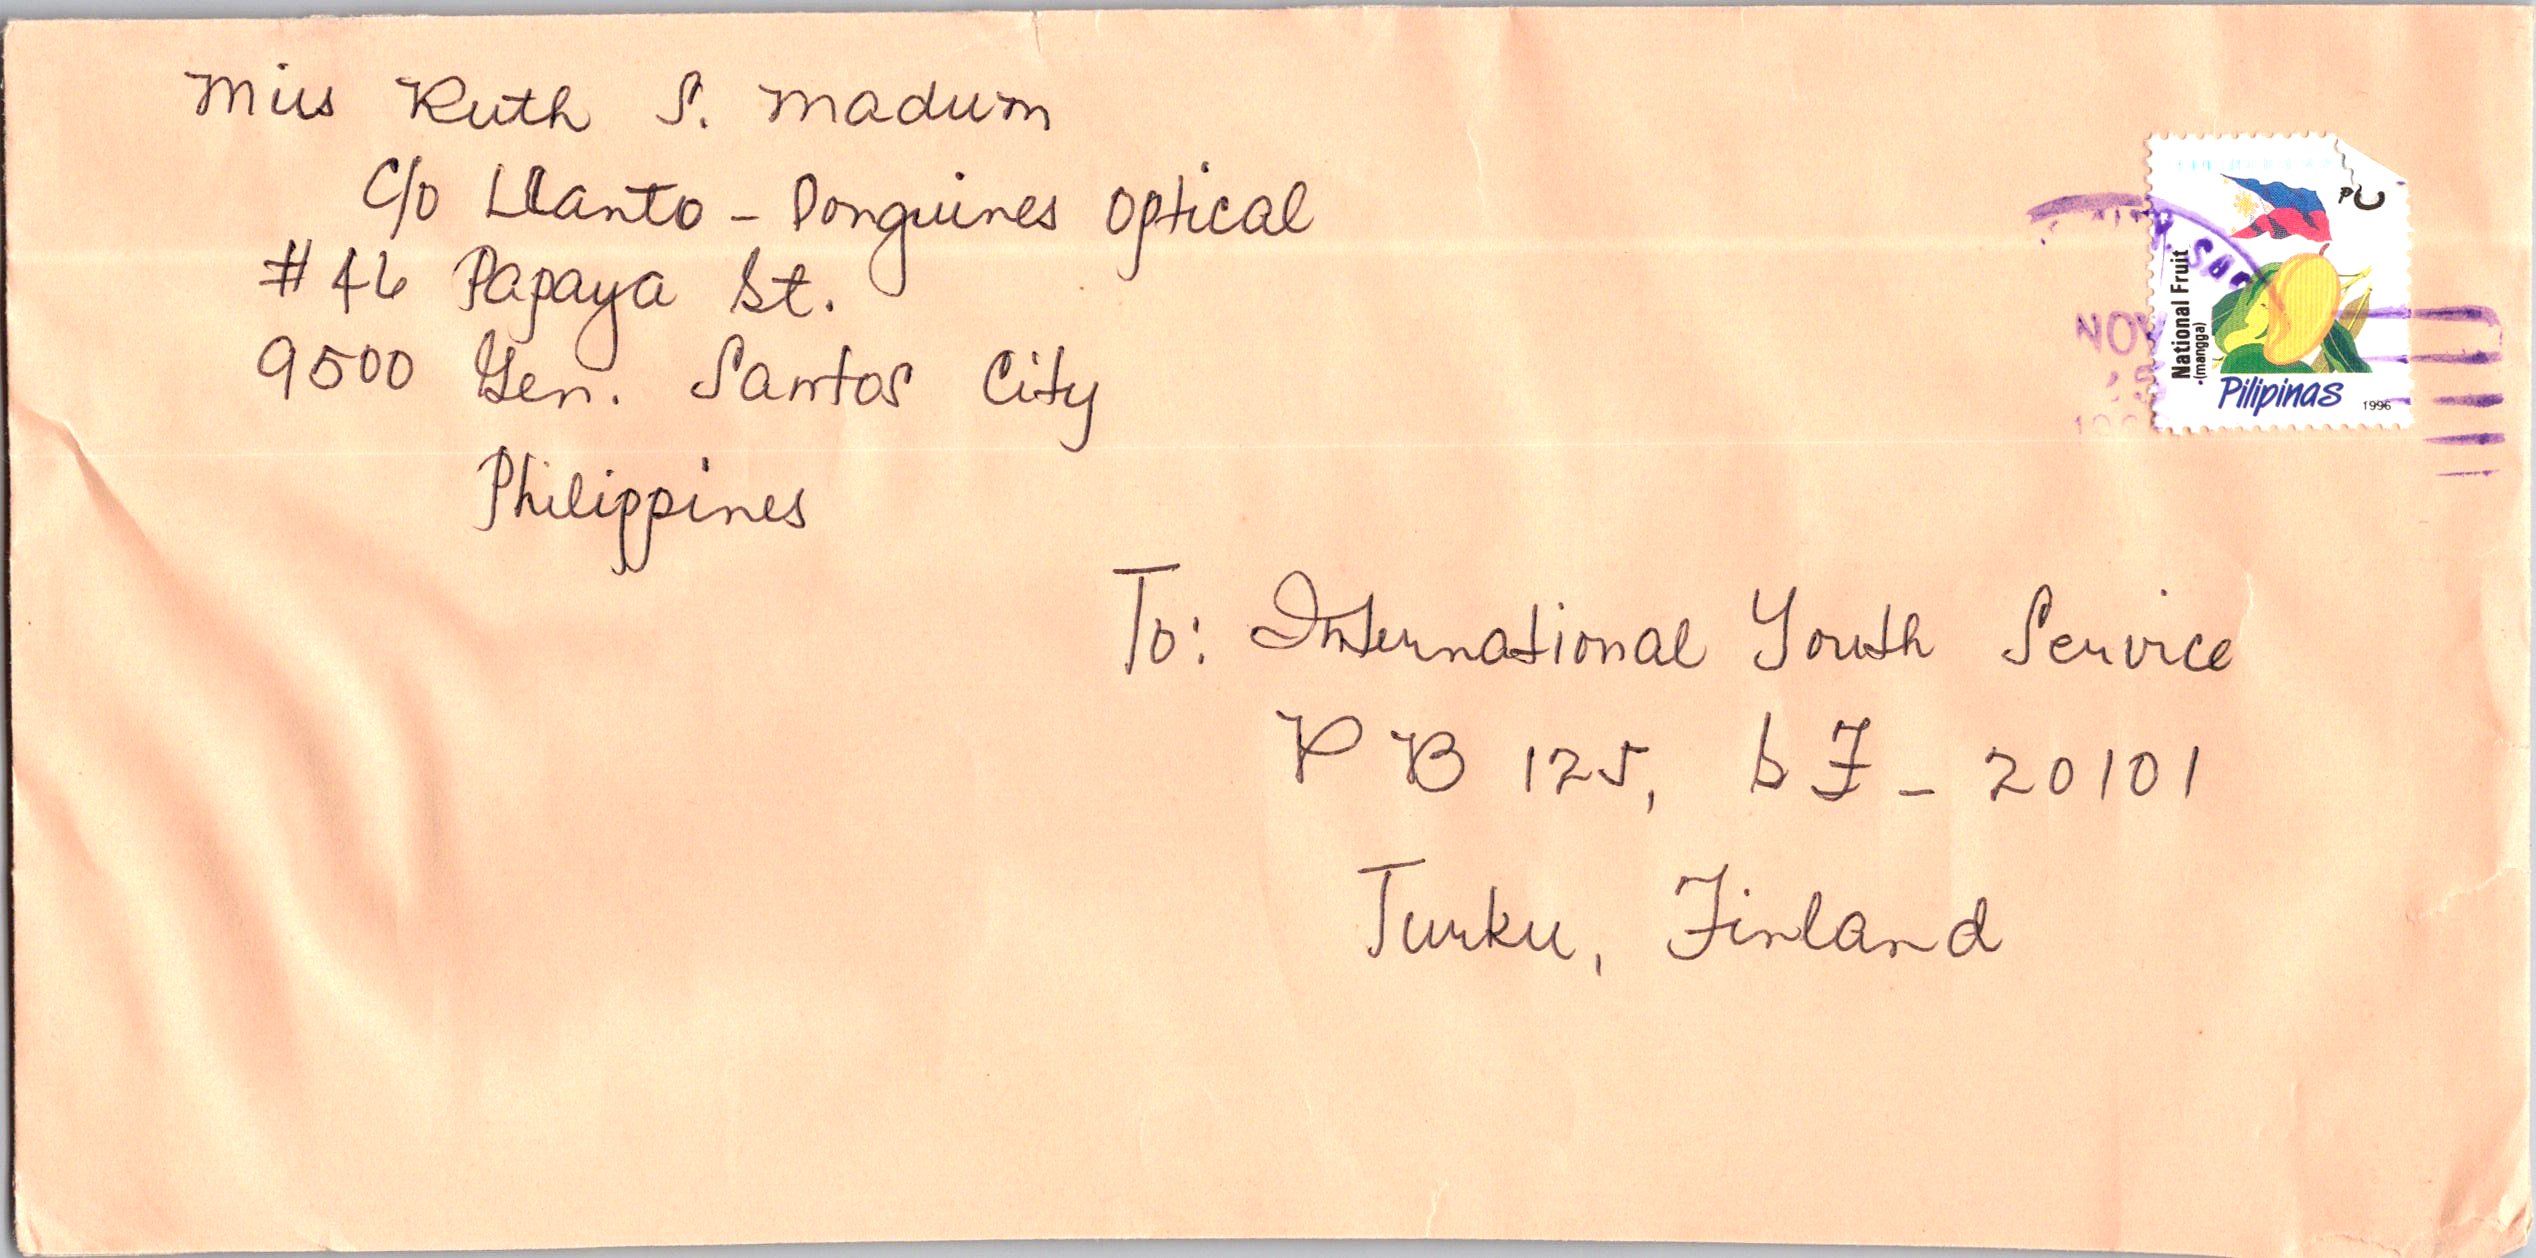 Miss Ruth S. Madum
c/o Llanto - Donguines Optical
#46 Papaya St.
9500 Gen. Santos City
Philippines
National Fruit
(mangga)
Pilipinas
1996
NOV
To: International Youth Service
PB 125, SF - 20101
Turku, Finland